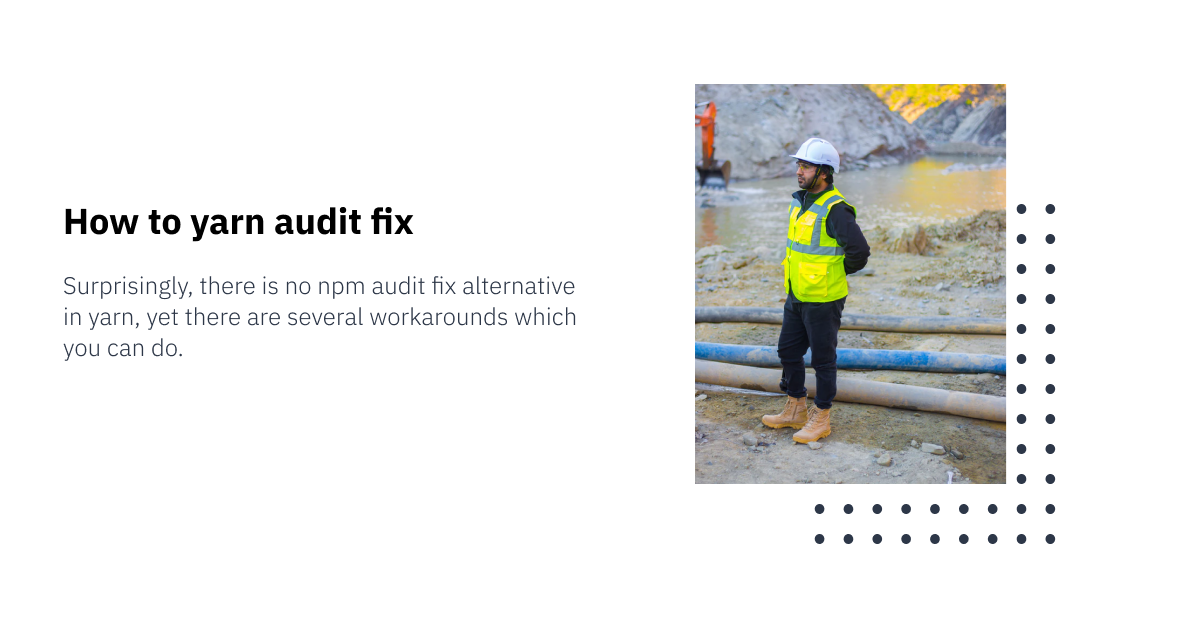 How to yarn audit fix
Surprisingly, there is no npm audit fix alternative
in yarn, yet there are several workarounds which
you can do.